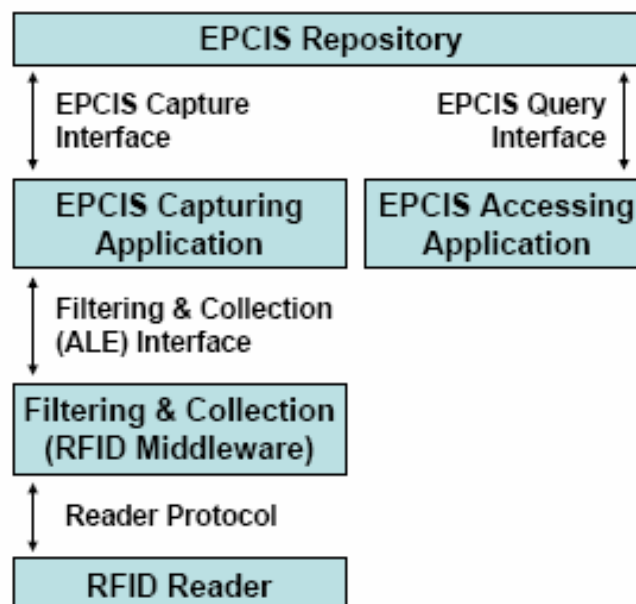 EPCIS Repository
EPCIS Capture
Interface
EPCIS Query
Interface
EPCIS Capturing
Application
EPCIS Accessing
Application
Filtering & Collection
(ALE) Interface
Filtering & Collection
(RFID Middleware)
Reader Protocol
RFID Reader